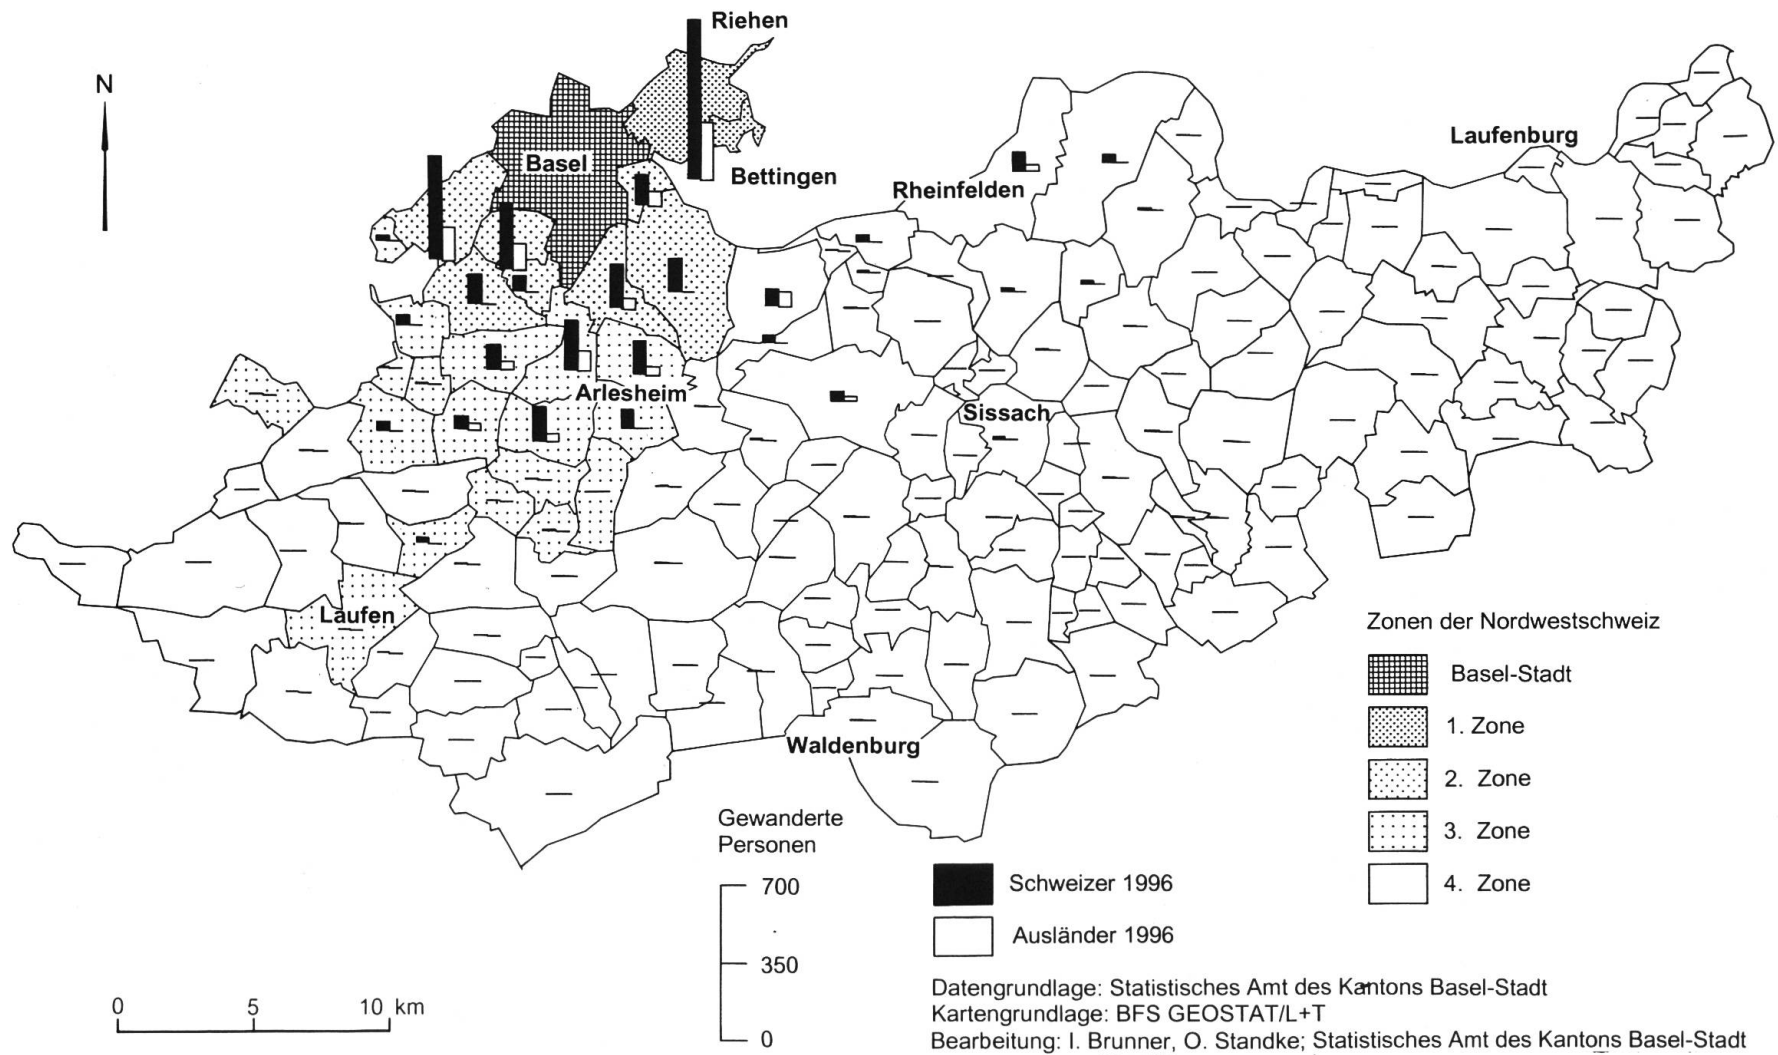 Riehen
N
Laufenburg
Basel
Bettingen
Rheinfelden
Arlesheim
Sissach
Laufen
Waldenburg
Zonen der Nordwestschweiz
Basel-Stadt
1. Zone
2. Zone
3. Zone
4. Zone
Gewanderte
Personen
700
350
0
Schweizer 1996
Ausländer 1996
0 5 10 km
Datengrundlage: Statistisches Amt des Kantons Basel-Stadt
Kartengrundlage: BFS GEOSTAT/L+T
Bearbeitung: I. Brunner, O. Standke; Statistisches Amt des Kantons Basel-Stadt